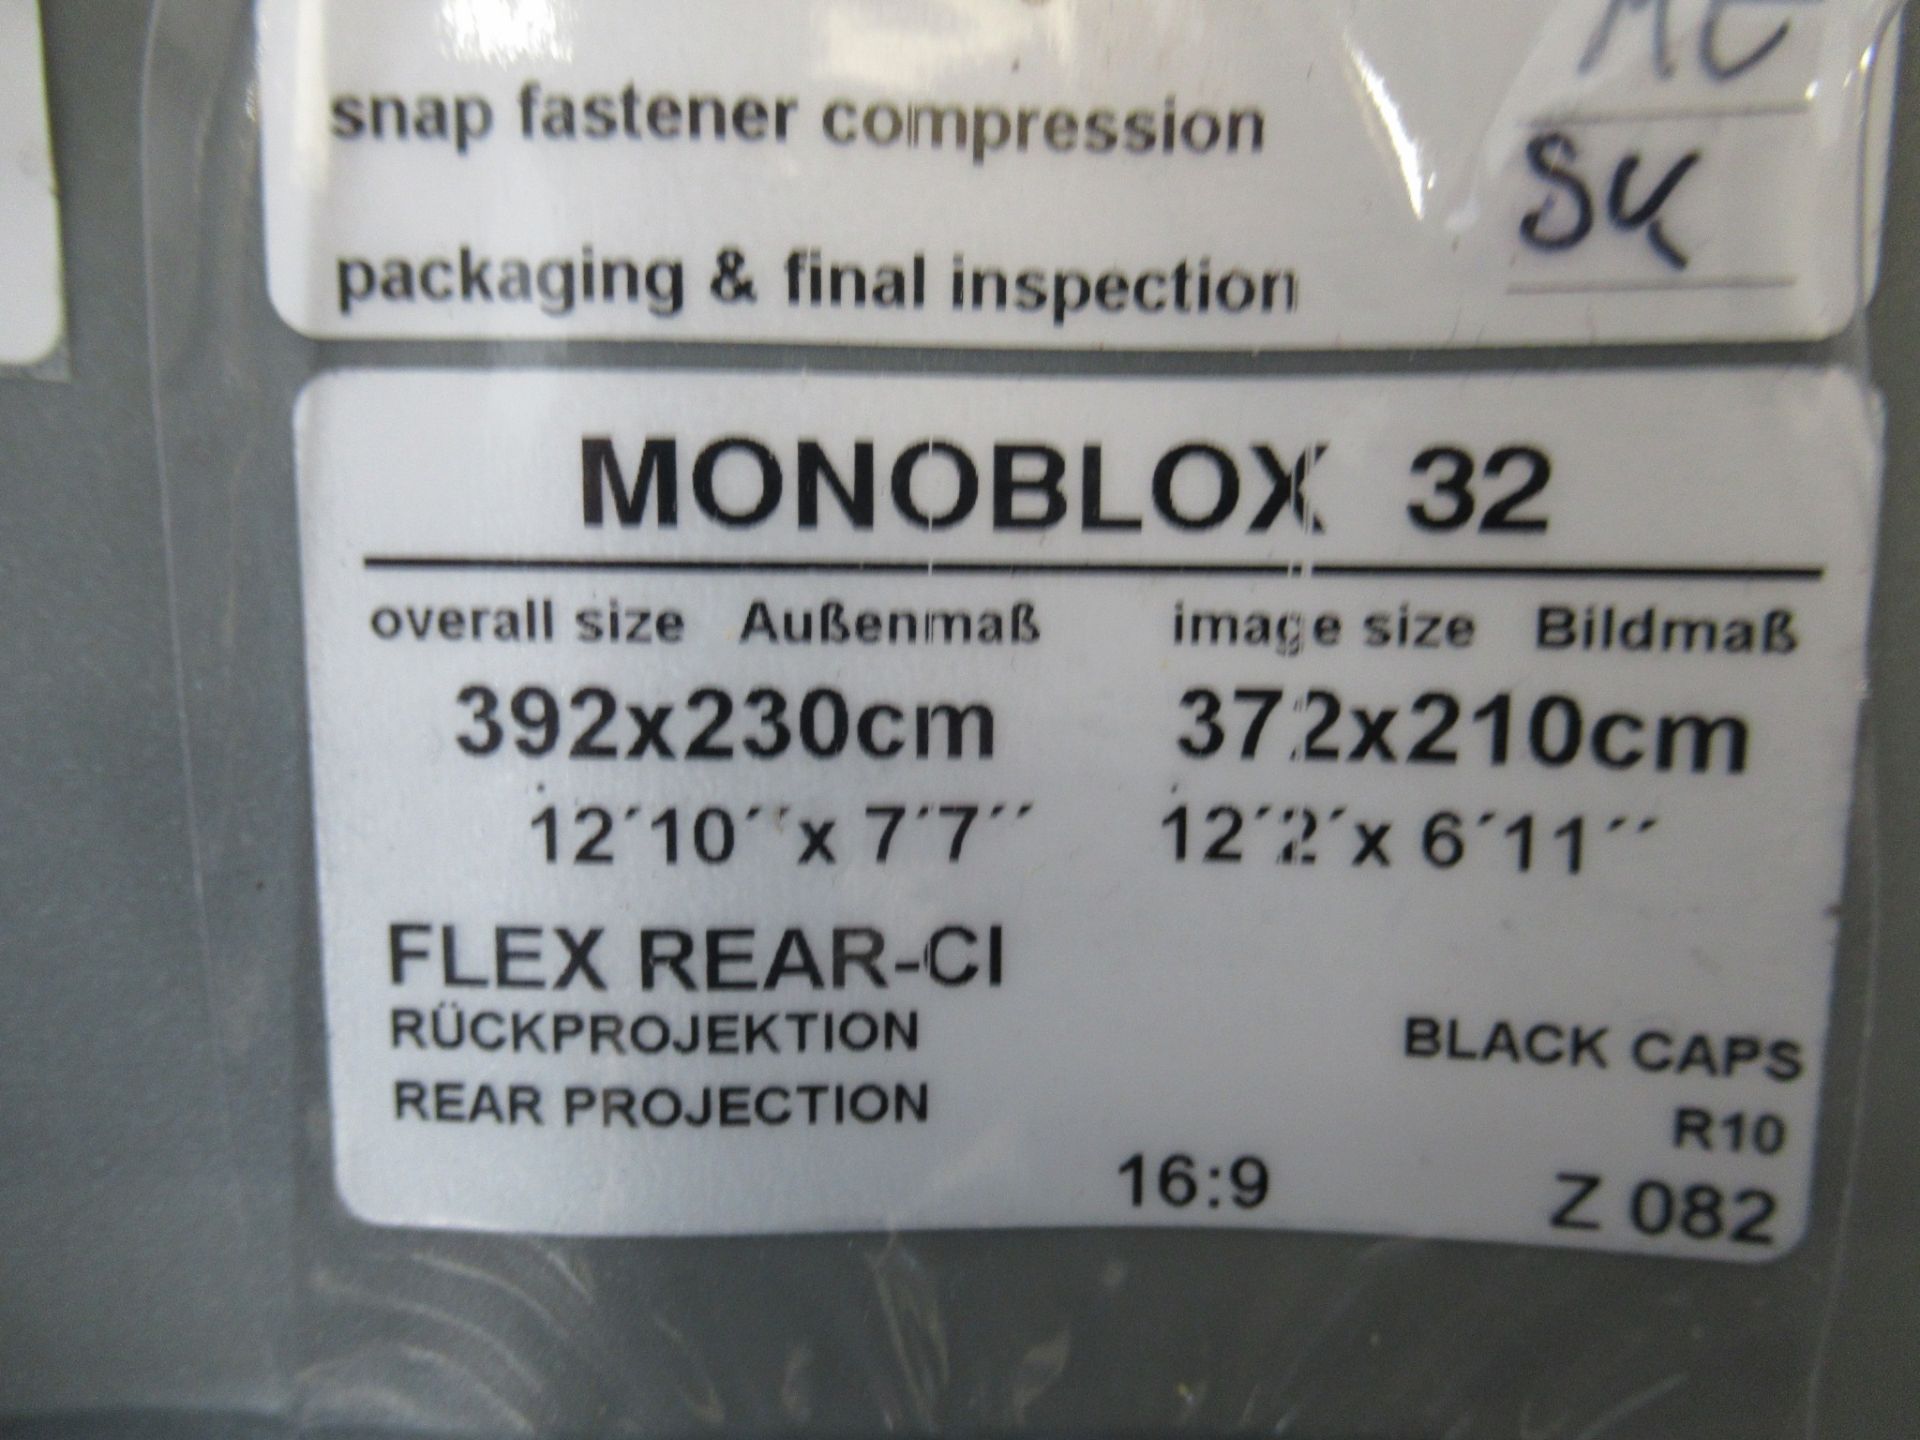 snap fastener compression
SK
packaging & final inspection
MONOBLOX 32
overall size Außenmaß image size Bildmaß
392x230cm 372x210cm
12´10´´x 7´7´´ 12´2´x 6´11´´
FLEX REAR-CI
RÜCKPROJEKTION
BLACK CAPS
REAR PROJECTION
R10
16:9
Z 082